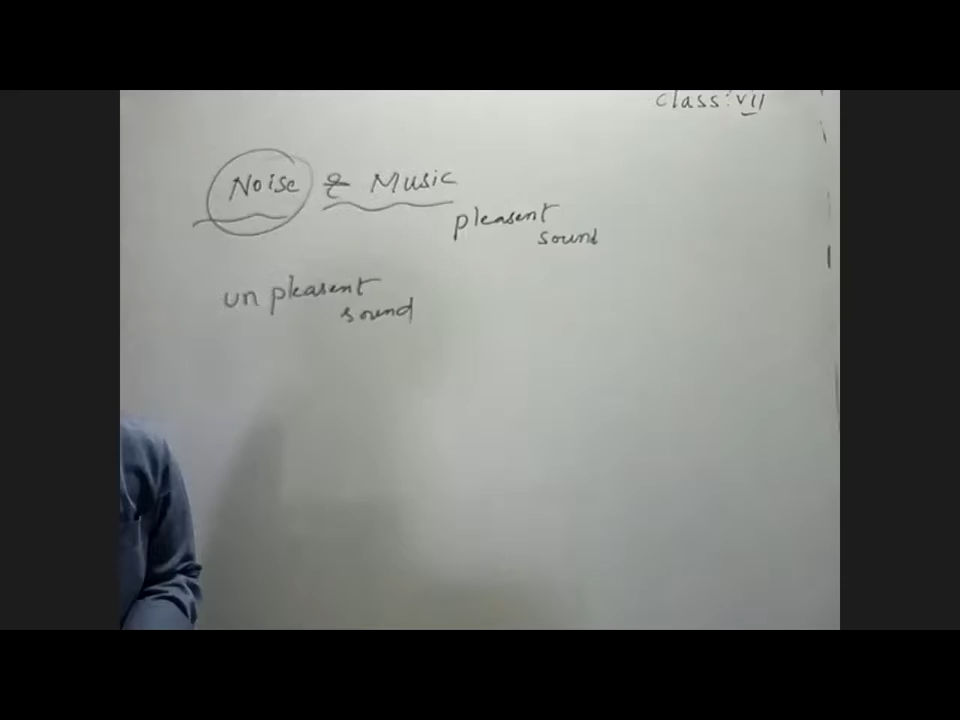 class: VII
Noise & Music
pleasent
sound
un pleasent
sound